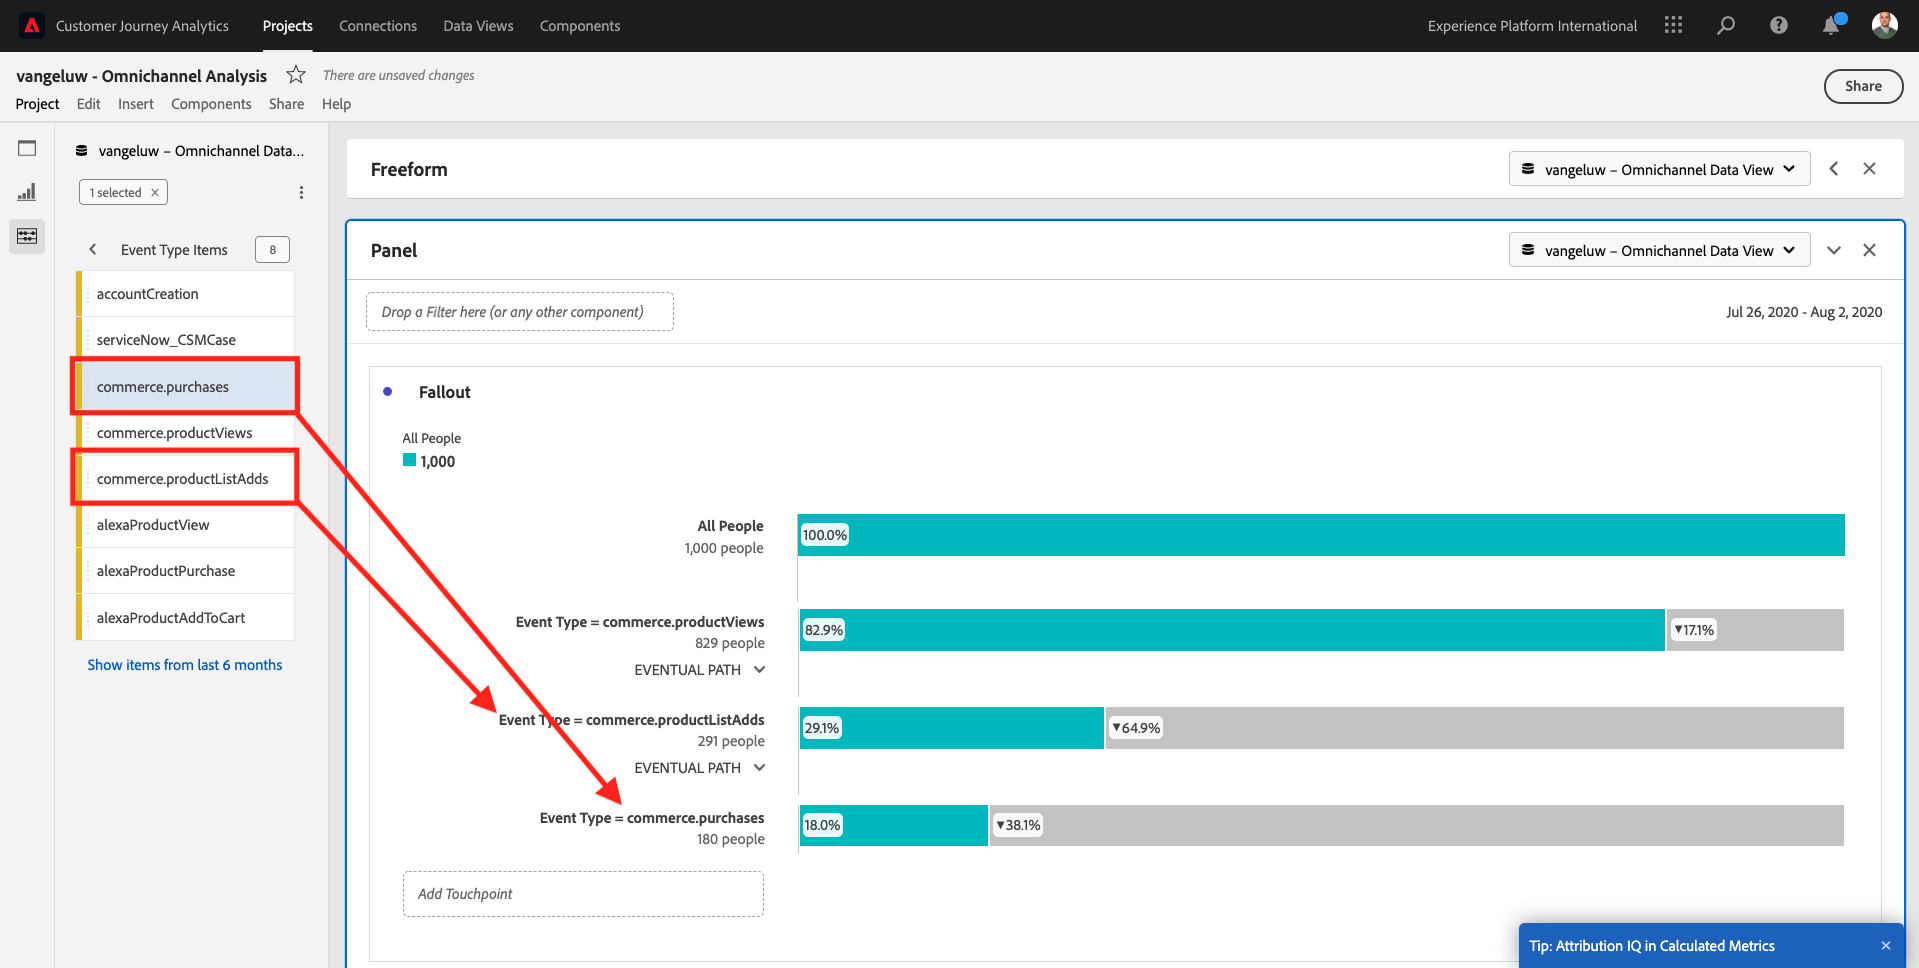 Customer Journey Analytics
Projects
Connections
Data Views
Components
Experience Platform International
vangeluw - Omnichannel Analysis
There are unsaved changes
Project
Edit
Insert
Components
Share
Help
Share
vangeluw – Omnichannel Data...
1 selected
Event Type Items
8
accountCreation
serviceNow_CSMCase
commerce.purchases
commerce.productViews
commerce.productListAdds
alexaProductView
alexaProductPurchase
alexaProductAddToCart
Show items from last 6 months
Freeform
vangeluw – Omnichannel Data View
Panel
vangeluw – Omnichannel Data View
Drop a Filter here (or any other component)
Jul 26, 2020 - Aug 2, 2020
Fallout
All People
1,000
All People
1,000 people
100.0%
Event Type = commerce.productViews
829 people
EVENTUAL PATH
82.9%
▼17.1%
Event Type = commerce.productListAdds
291 people
EVENTUAL PATH
29.1%
▼64.9%
Event Type = commerce.purchases
180 people
18.0%
▼38.1%
Add Touchpoint
Tip: Attribution IQ in Calculated Metrics